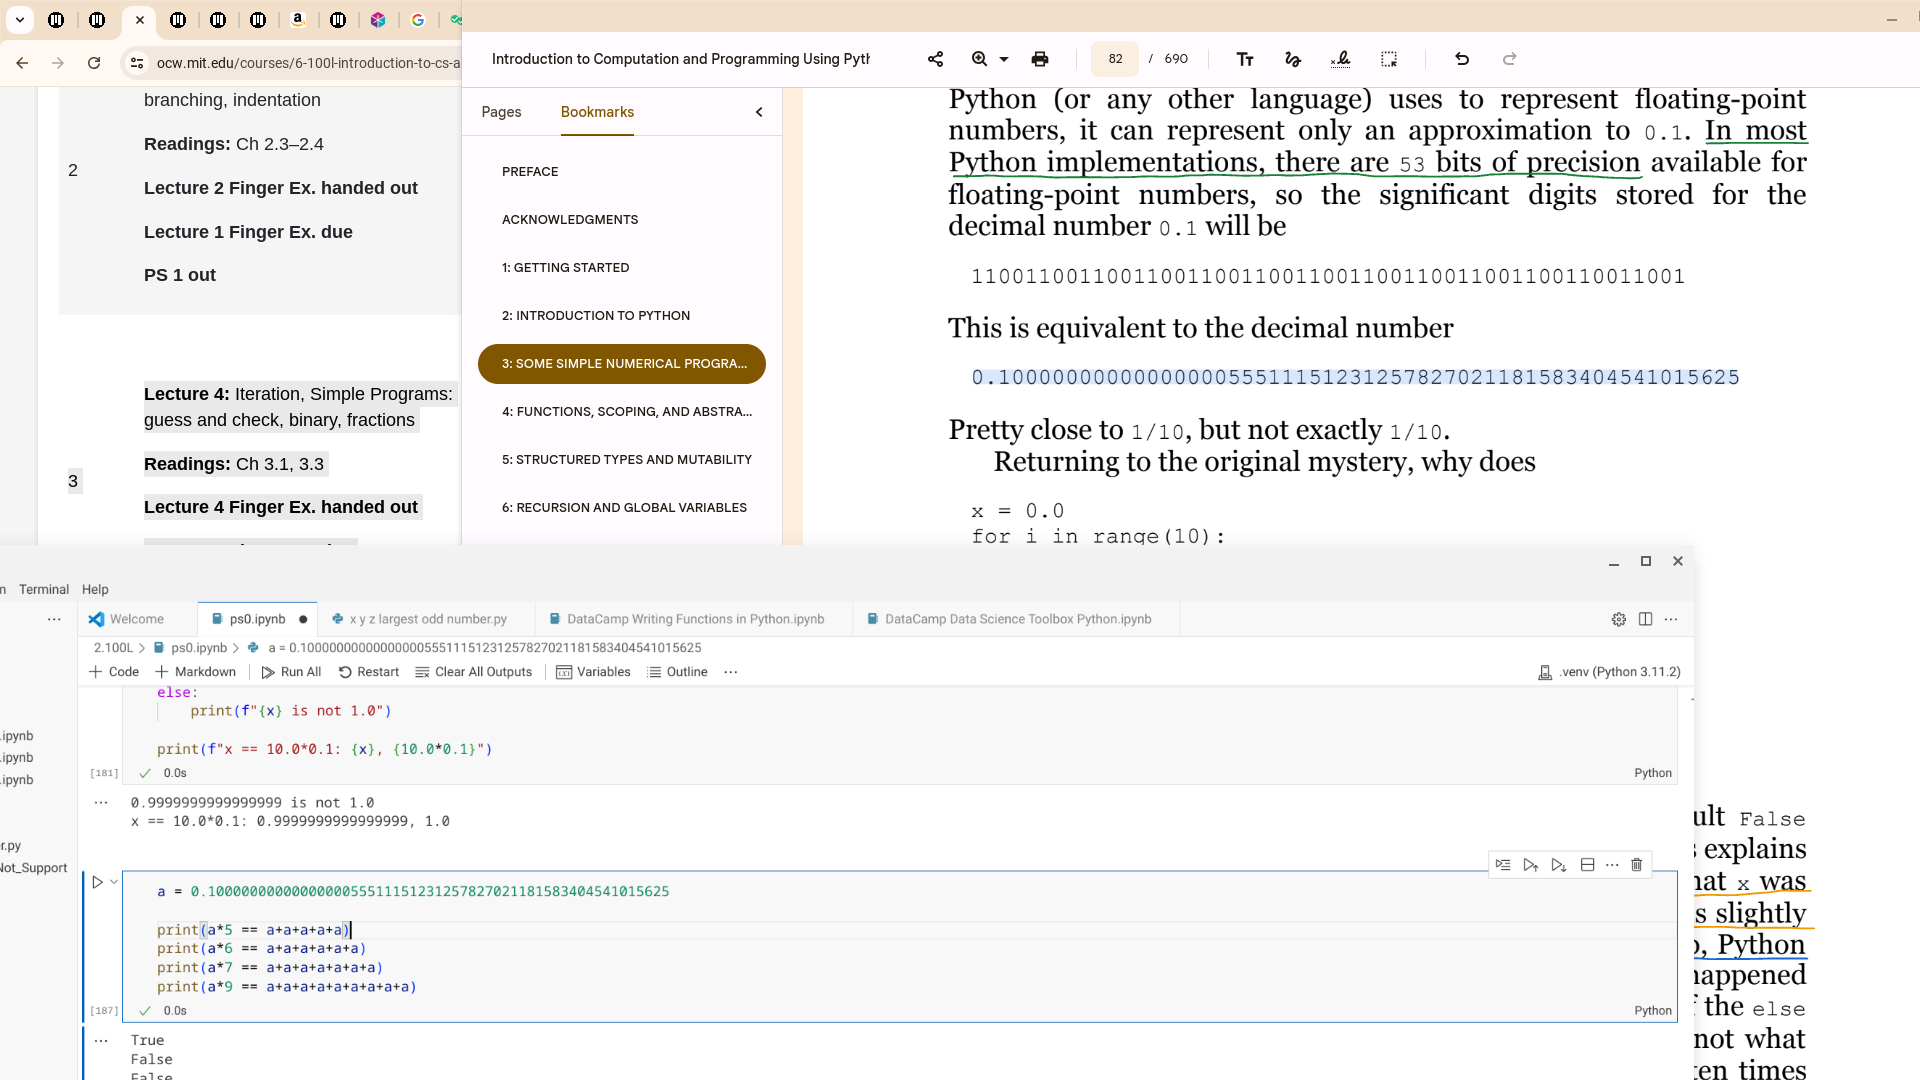 ocw.mit.edu/courses/6-100l-introduction-to-cs-a
branching, indentation
Readings: Ch 2.3–2.4
2
Lecture 2 Finger Ex. handed out
Lecture 1 Finger Ex. due
PS 1 out
Lecture 4: Iteration, Simple Programs:
guess and check, binary, fractions
Readings: Ch 3.1, 3.3
3
Lecture 4 Finger Ex. handed out
Introduction to Computation and Programming Using Pyth
82 / 690
Pages Bookmarks
PREFACE
ACKNOWLEDGMENTS
1: GETTING STARTED
2: INTRODUCTION TO PYTHON
3: SOME SIMPLE NUMERICAL PROGRA...
4: FUNCTIONS, SCOPING, AND ABSTRA...
5: STRUCTURED TYPES AND MUTABILITY
6: RECURSION AND GLOBAL VARIABLES
Python (or any other language) uses to represent floating-point
numbers, it can represent only an approximation to 0.1. In most
Python implementations, there are 53 bits of precision available for
floating-point numbers, so the significant digits stored for the
decimal number 0.1 will be
11001100110011001100110011001100110011001100110011001
This is equivalent to the decimal number
0.1000000000000000055511151231257827021181583404541015625
Pretty close to 1/10, but not exactly 1/10.
Returning to the original mystery, why does
x = 0.0
for i in range(10):
ult False
s explains
hat x was
s slightly
o, Python
happened
f the else
not what
ten times
n Terminal Help
Welcome ps0.ipynb x y z largest odd number.py DataCamp Writing Functions in Python.ipynb DataCamp Data Science Toolbox Python.ipynb
2.100L > ps0.ipynb > a = 0.1000000000000000055511151231257827021181583404541015625
Code Markdown Run All Restart Clear All Outputs Variables Outline ... .venv (Python 3.11.2)
.ipynb
.ipynb
.ipynb
r.py
Not_Support
else:
print(f"{x} is not 1.0")
print(f"x == 10.0*0.1: {x}, {10.0*0.1}")
[181] 0.0s Python
0.9999999999999999 is not 1.0
x == 10.0*0.1: 0.9999999999999999, 1.0
a = 0.1000000000000000055511151231257827021181583404541015625
print(a*5 == a+a+a+a+a)
print(a*6 == a+a+a+a+a+a)
print(a*7 == a+a+a+a+a+a+a)
print(a*9 == a+a+a+a+a+a+a+a+a)
[187] 0.0s Python
True
False
False